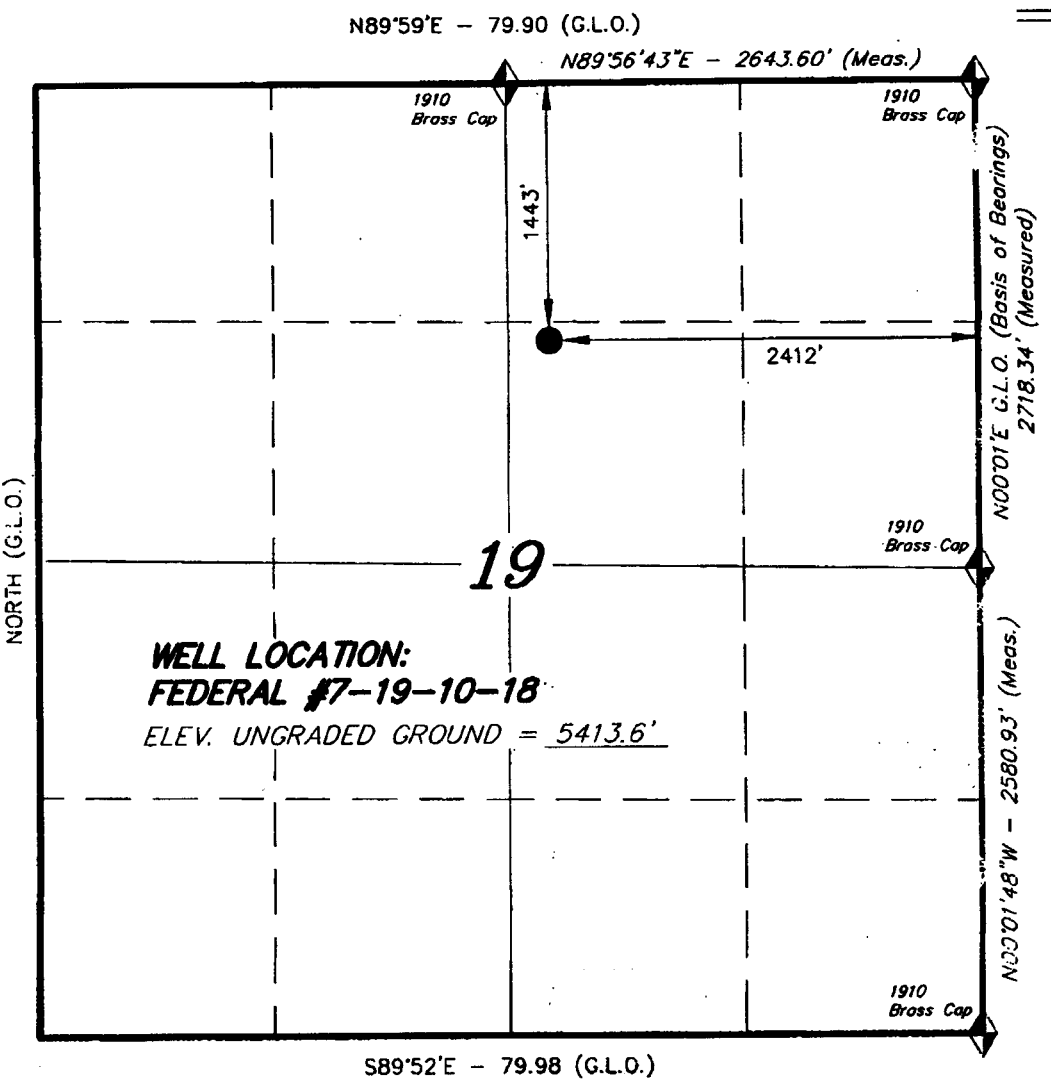 N89°59'E - 79.90 (G.L.O.)
N89°56'43"E - 2643.60' (Meas.)
1910
Brass Cap
1910
Brass Cap
1443'
2412'
N00°01'E G.L.O. (Basis of Bearings)
2718.34' (Measured)
NORTH (G.L.O.)
1910
Brass Cap
19
WELL LOCATION:
FEDERAL #7-19-10-18
ELEV. UNGRADED GROUND = 5413.6'
N00°01'48"W - 2580.93' (Meas.)
1910
Brass Cap
S89°52'E - 79.98 (G.L.O.)